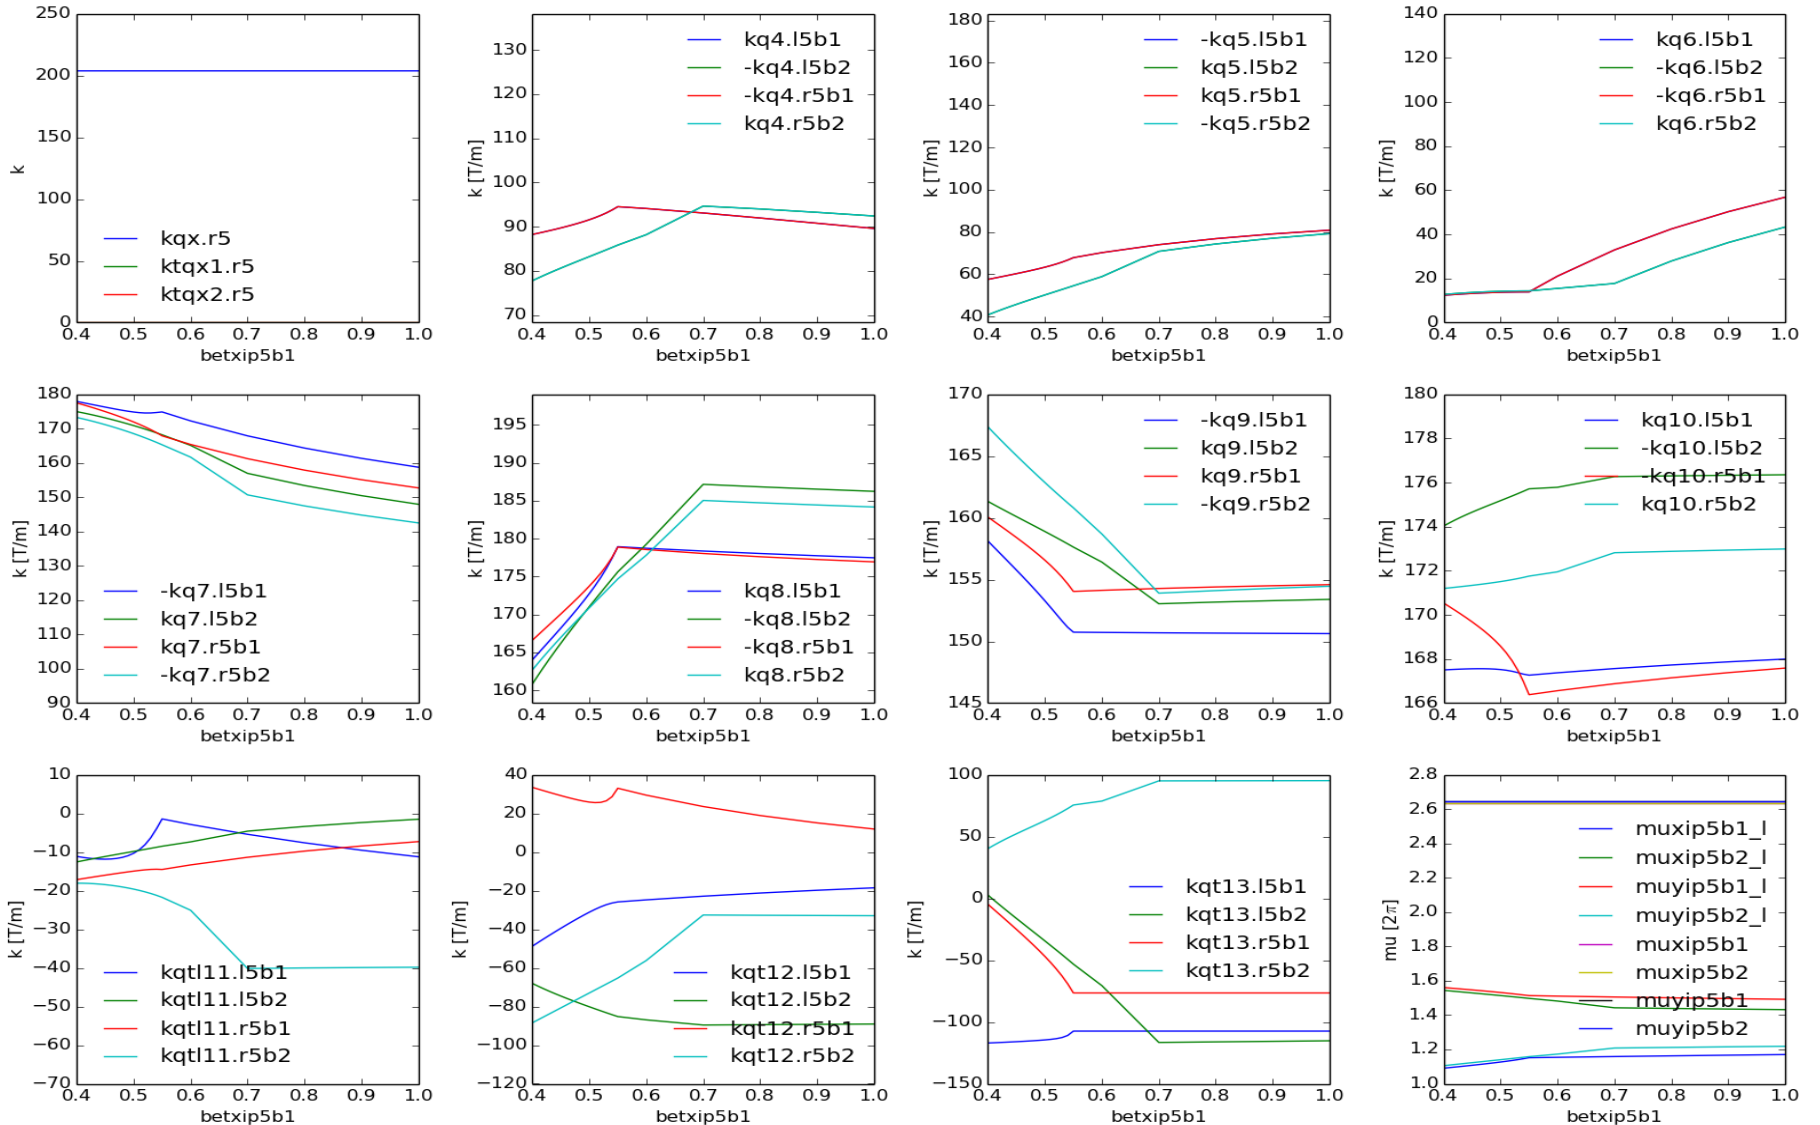 250
200
150
100
50
0
k
kqx.r5
ktqx1.r5
ktqx2.r5
0.4 0.5 0.6 0.7 0.8 0.9 1.0
betxip5b1
130
120
110
100
90
80
70
k [T/m]
kq4.l5b1
-kq4.l5b2
-kq4.r5b1
kq4.r5b2
0.4 0.5 0.6 0.7 0.8 0.9 1.0
betxip5b1
180
160
140
120
100
80
60
40
k [T/m]
-kq5.l5b1
kq5.l5b2
kq5.r5b1
-kq5.r5b2
0.4 0.5 0.6 0.7 0.8 0.9 1.0
betxip5b1
140
120
100
80
60
40
20
0
k [T/m]
kq6.l5b1
-kq6.l5b2
-kq6.r5b1
kq6.r5b2
0.4 0.5 0.6 0.7 0.8 0.9 1.0
betxip5b1
180
170
160
150
140
130
120
110
100
90
k [T/m]
-kq7.l5b1
kq7.l5b2
kq7.r5b1
-kq7.r5b2
0.4 0.5 0.6 0.7 0.8 0.9 1.0
betxip5b1
195
190
185
180
175
170
165
160
k [T/m]
kq8.l5b1
-kq8.l5b2
-kq8.r5b1
kq8.r5b2
0.4 0.5 0.6 0.7 0.8 0.9 1.0
betxip5b1
170
165
160
155
150
145
k [T/m]
-kq9.l5b1
kq9.l5b2
kq9.r5b1
-kq9.r5b2
0.4 0.5 0.6 0.7 0.8 0.9 1.0
betxip5b1
180
178
176
174
172
170
168
166
k [T/m]
kq10.l5b1
-kq10.l5b2
-kq10.r5b1
kq10.r5b2
0.4 0.5 0.6 0.7 0.8 0.9 1.0
betxip5b1
10
0
−10
−20
−30
−40
−50
−60
−70
k [T/m]
kqtl11.l5b1
kqtl11.l5b2
kqtl11.r5b1
kqtl11.r5b2
0.4 0.5 0.6 0.7 0.8 0.9 1.0
betxip5b1
40
20
0
−20
−40
−60
−80
−100
−120
k [T/m]
kqt12.l5b1
kqt12.l5b2
kqt12.r5b1
kqt12.r5b2
0.4 0.5 0.6 0.7 0.8 0.9 1.0
betxip5b1
100
50
0
−50
−100
−150
k [T/m]
kqt13.l5b1
kqt13.l5b2
kqt13.r5b1
kqt13.r5b2
0.4 0.5 0.6 0.7 0.8 0.9 1.0
betxip5b1
2.8
2.6
2.4
2.2
2.0
1.8
1.6
1.4
1.2
1.0
mu [2π]
muxip5b1_l
muxip5b2_l
muyip5b1_l
muyip5b2_l
muxip5b1
muxip5b2
muyip5b1
muyip5b2
0.4 0.5 0.6 0.7 0.8 0.9 1.0
betxip5b1